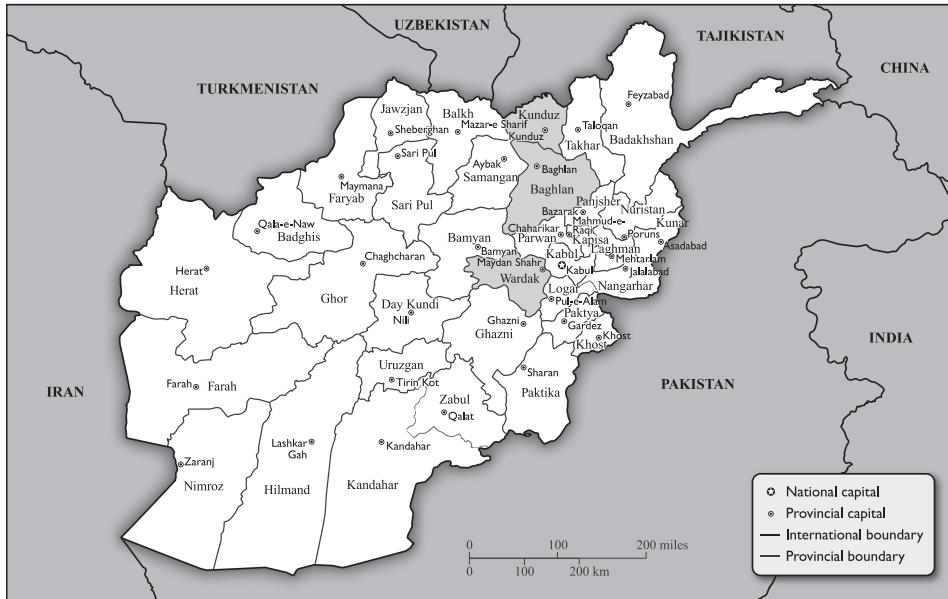 UZBEKISTAN
TAJIKISTAN
CHINA
TURKMENISTAN
Jawzjan
Sheberghan
Balkh
Mazar-e Sharif
Kunduz
Kunduz
Taloqan
Takhar
Feyzabad
Badakhshan
Sari Pul
Sari Pul
Aybak
Samangan
Baghlan
Baghlan
Maymana
Faryab
Panjsher
Bazarak
Mahmud-e-
Raqi
Nuristan
Kunar
Poruns
Asadabad
Qala-e-Naw
Badghis
Bamyan
Bamyan
Chaharikar
Parwan
Kapisa
Laghman
Mehtarlam
Jalalabad
Nangarhar
Maydan Shahr
Wardak
Kabul
Kabul
Herat
Herat
Chaghcharan
Ghor
Day Kundi
Nili
Ghazni
Ghazni
Logar
Pul-e-Alam
Paktya
Gardez
Khost
Khost
INDIA
IRAN
Farah
Farah
Uruzgan
Tirin Kot
Zabul
Qalat
Sharan
Paktika
PAKISTAN
Zaranj
Nimroz
Lashkar
Gah
Hilmand
Kandahar
Kandahar
National capital
Provincial capital
International boundary
Provincial boundary
0 100 200 miles
0 100 200 km